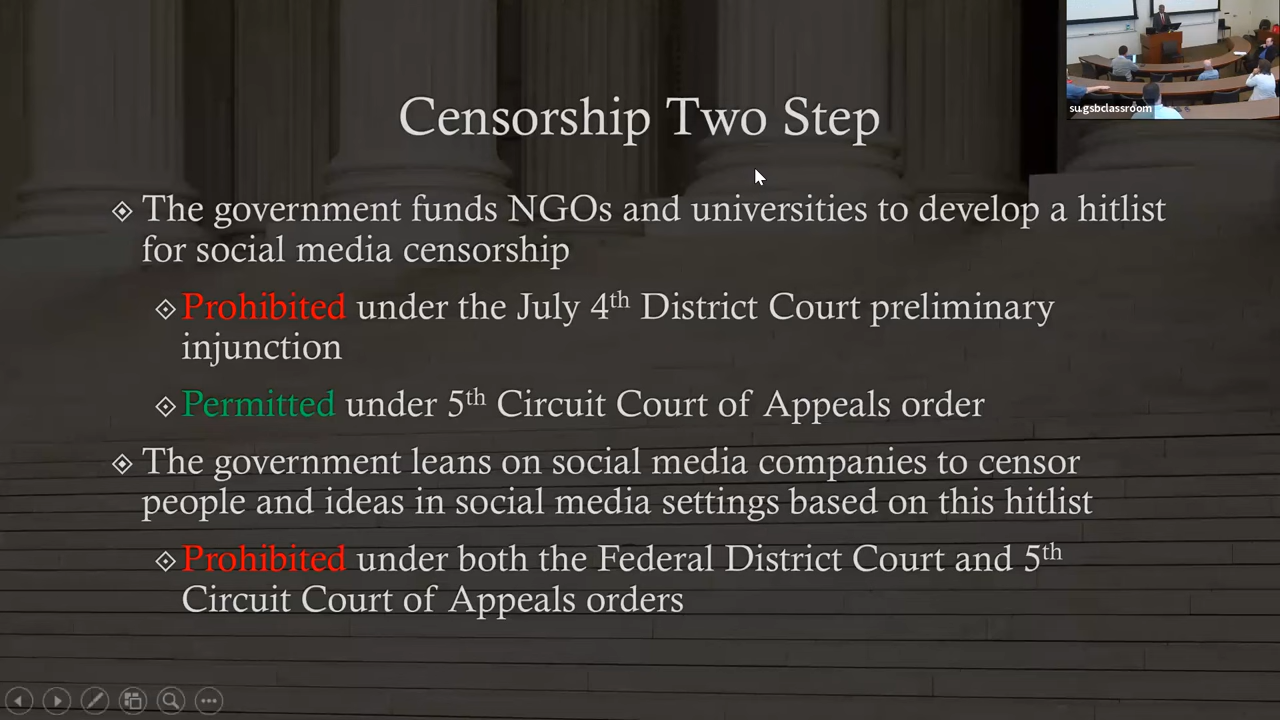 Censorship Two Step
su.gsbclassroom
The government funds NGOs and universities to develop a hitlist
for social media censorship
Prohibited under the July 4th District Court preliminary
injunction
Permitted under 5th Circuit Court of Appeals order
The government leans on social media companies to censor
people and ideas in social media settings based on this hitlist
Prohibited under both the Federal District Court and 5th
Circuit Court of Appeals orders